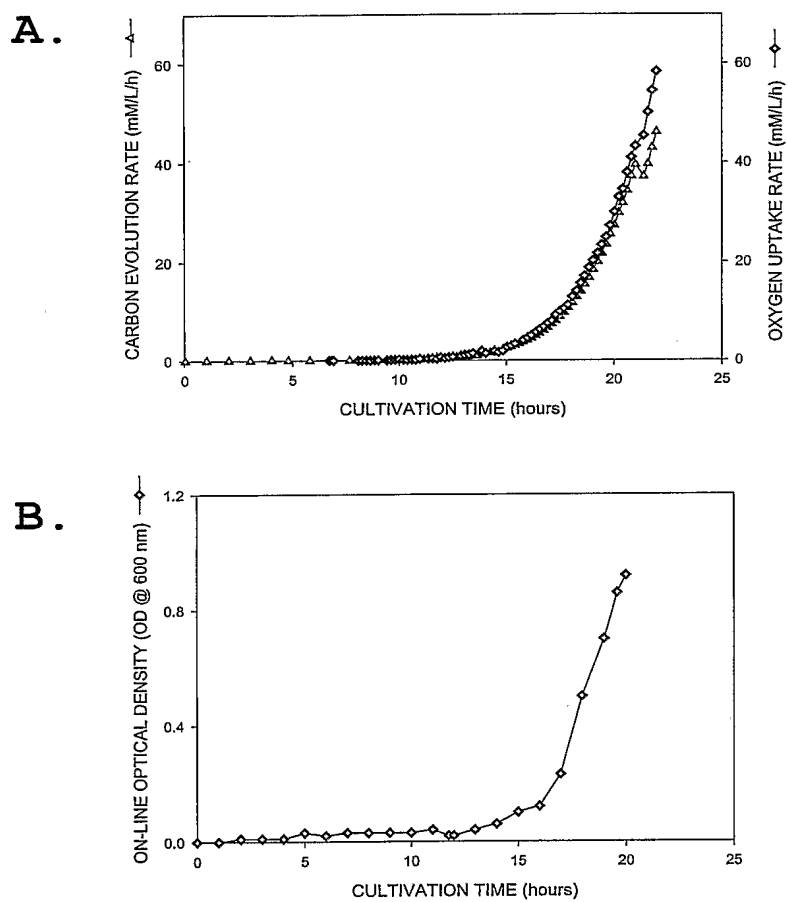 A.
CARBON EVOLUTION RATE (mM/L/h)
60
40
20
0
OXYGEN UPTAKE RATE (mM/L/h)
60
40
20
0
0 5 10 15 20 25
CULTIVATION TIME (hours)
B.
ON-LINE OPTICAL DENSITY (OD @ 600 nm)
1.2
0.8
0.4
0.0
0 5 10 15 20 25
CULTIVATION TIME (hours)